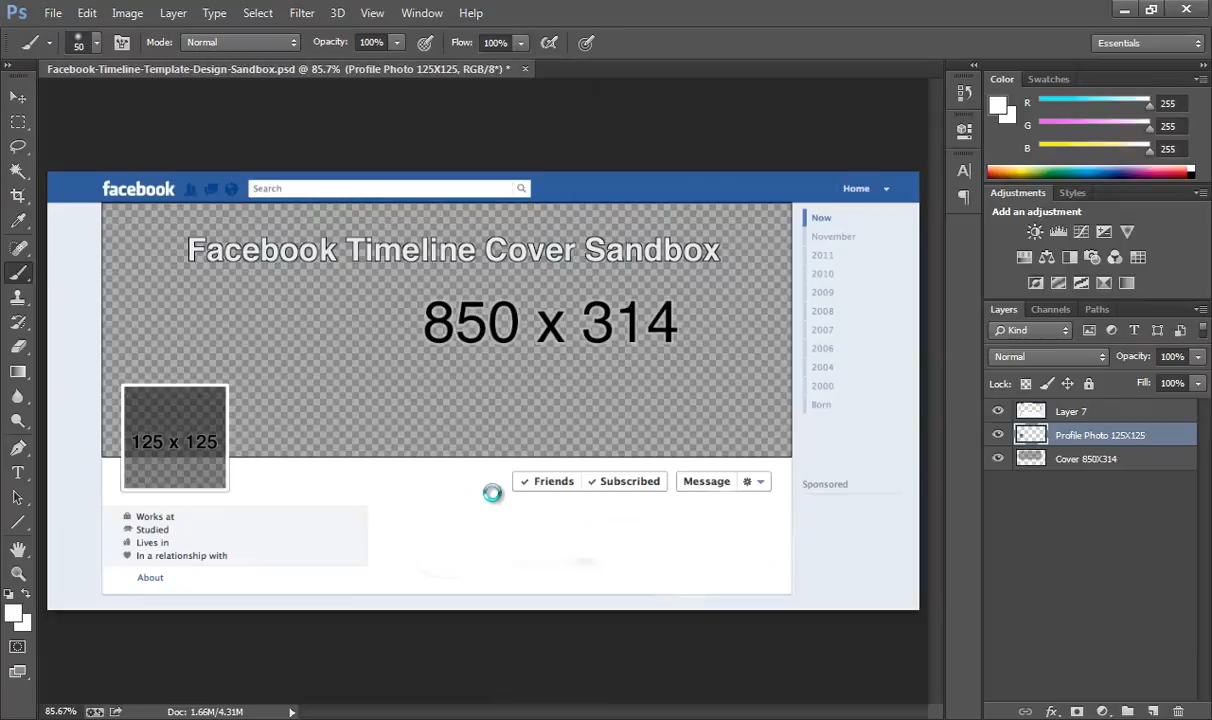 Ps File Edit Image Layer Type Select Filter 3D View Window Help
50 Mode: Normal Opacity: 100% Flow: 100% Essentials
Facebook-Timeline-Template-Design-Sandbox.psd @ 85.7% (Profile Photo 125X125, RGB/8*) *
Color Swatches
R 255
G 255
B 255
facebook Search Home
Facebook Timeline Cover Sandbox
850 x 314
125 x 125
Now
November
2011
2010
2009
2008
2007
2006
2004
2000
Born
Friends Subscribed Message
Sponsored
Works at
Studied
Lives in
In a relationship with
About
Adjustments Styles
Add an adjustment
Layers Channels Paths
Kind
Normal Opacity: 100%
Lock: Fill: 100%
Layer 7
Profile Photo 125X125
Cover 850X314
85.67% Doc: 1.66M/4.31M